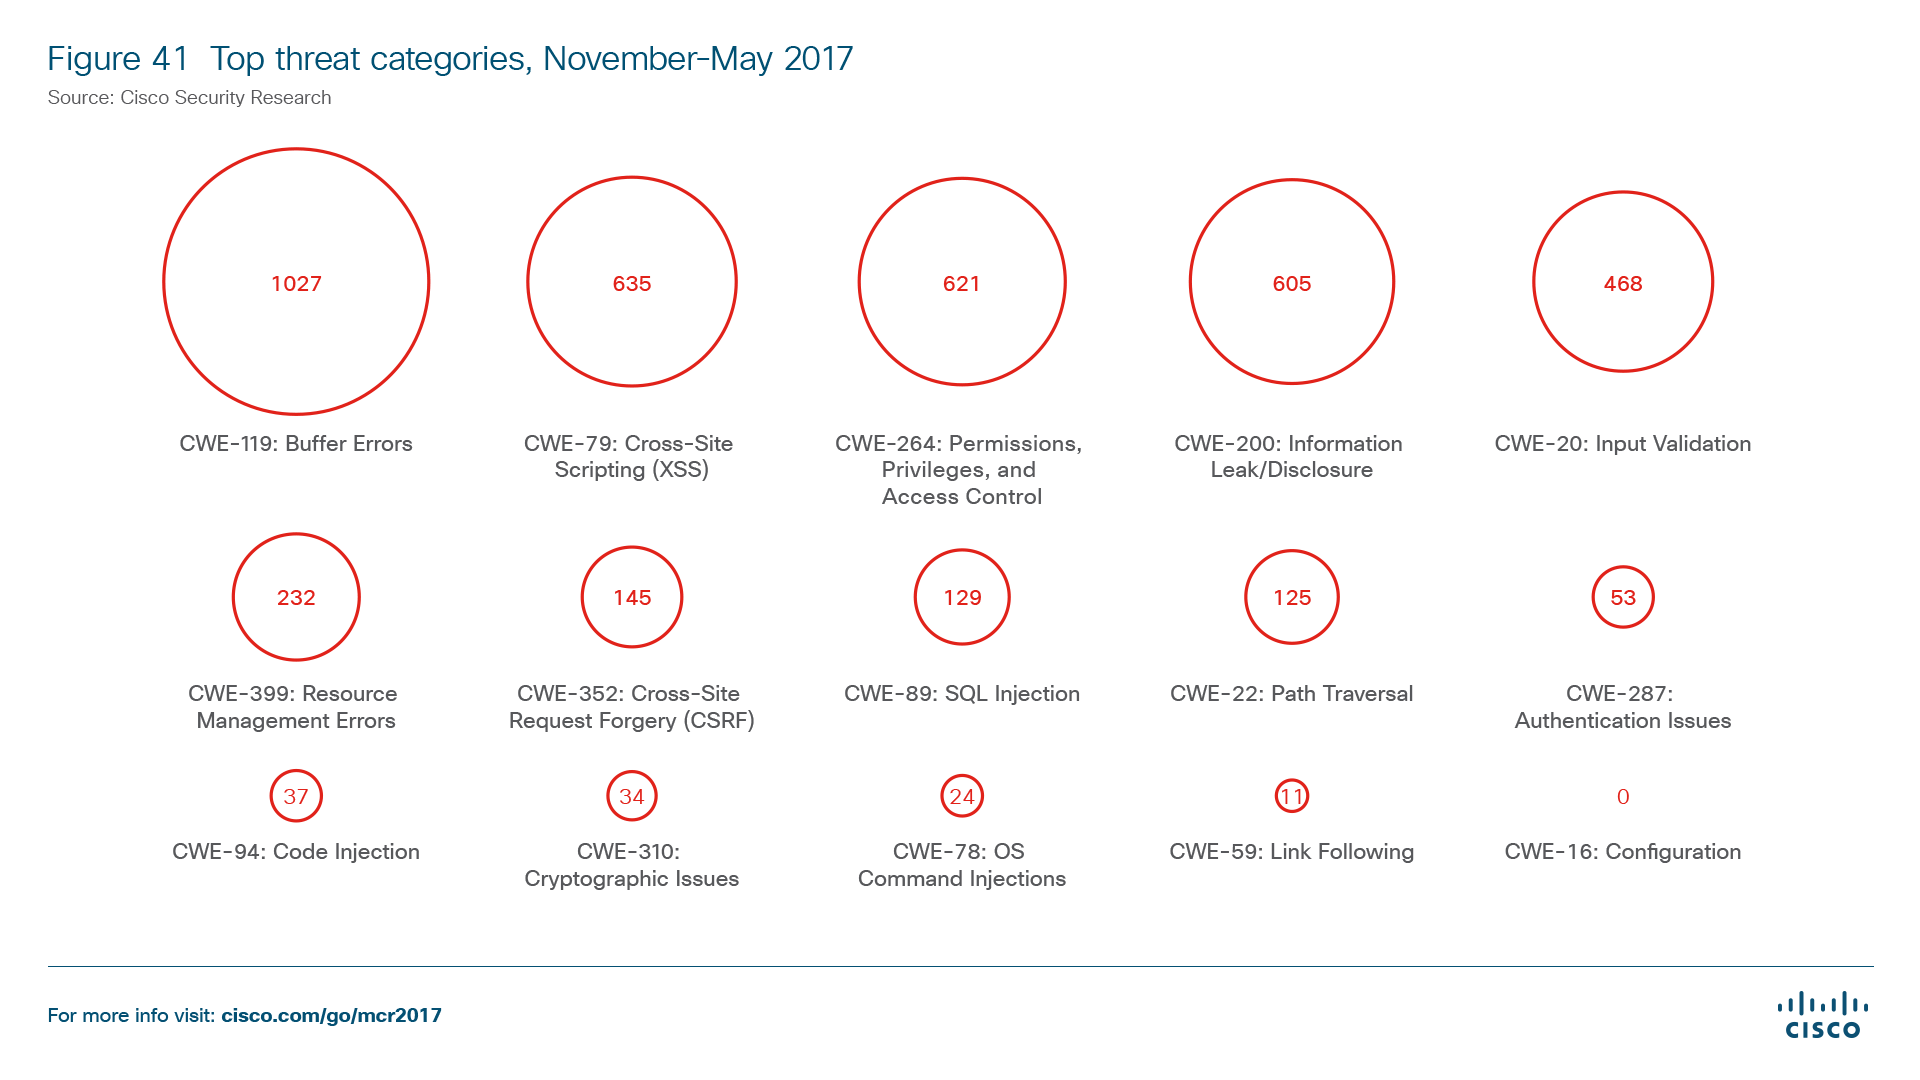 Figure 41  Top threat categories, November-May 2017
Source: Cisco Security Research
1027
635
621
605
468
CWE-119: Buffer Errors
CWE-79: Cross-Site
Scripting (XSS)
CWE-264: Permissions,
Privileges, and
Access Control
CWE-200: Information
Leak/Disclosure
CWE-20: Input Validation
232
145
129
125
53
CWE-399: Resource
Management Errors
CWE-352: Cross-Site
Request Forgery (CSRF)
CWE-89: SQL Injection
CWE-22: Path Traversal
CWE-287:
Authentication Issues
37
34
24
11
0
CWE-94: Code Injection
CWE-310:
Cryptographic Issues
CWE-78: OS
Command Injections
CWE-59: Link Following
CWE-16: Configuration
For more info visit: cisco.com/go/mcr2017
CISCO